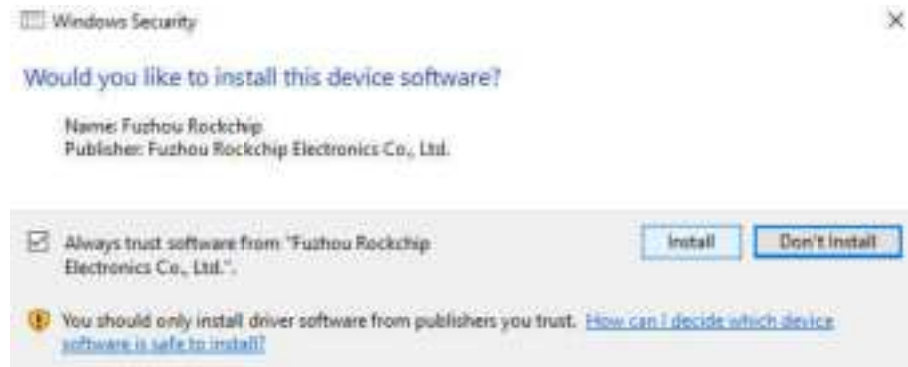 Windows Security
Would you like to install this device software?
Name: Fuzhou Rockchip
Publisher: Fuzhou Rockchip Electronics Co., Ltd.
Always trust software from "Fuzhou Rockchip
Electronics Co., Ltd.".
Install
Don't Install
You should only install driver software from publishers you trust. How can I decide which device
software is safe to install?